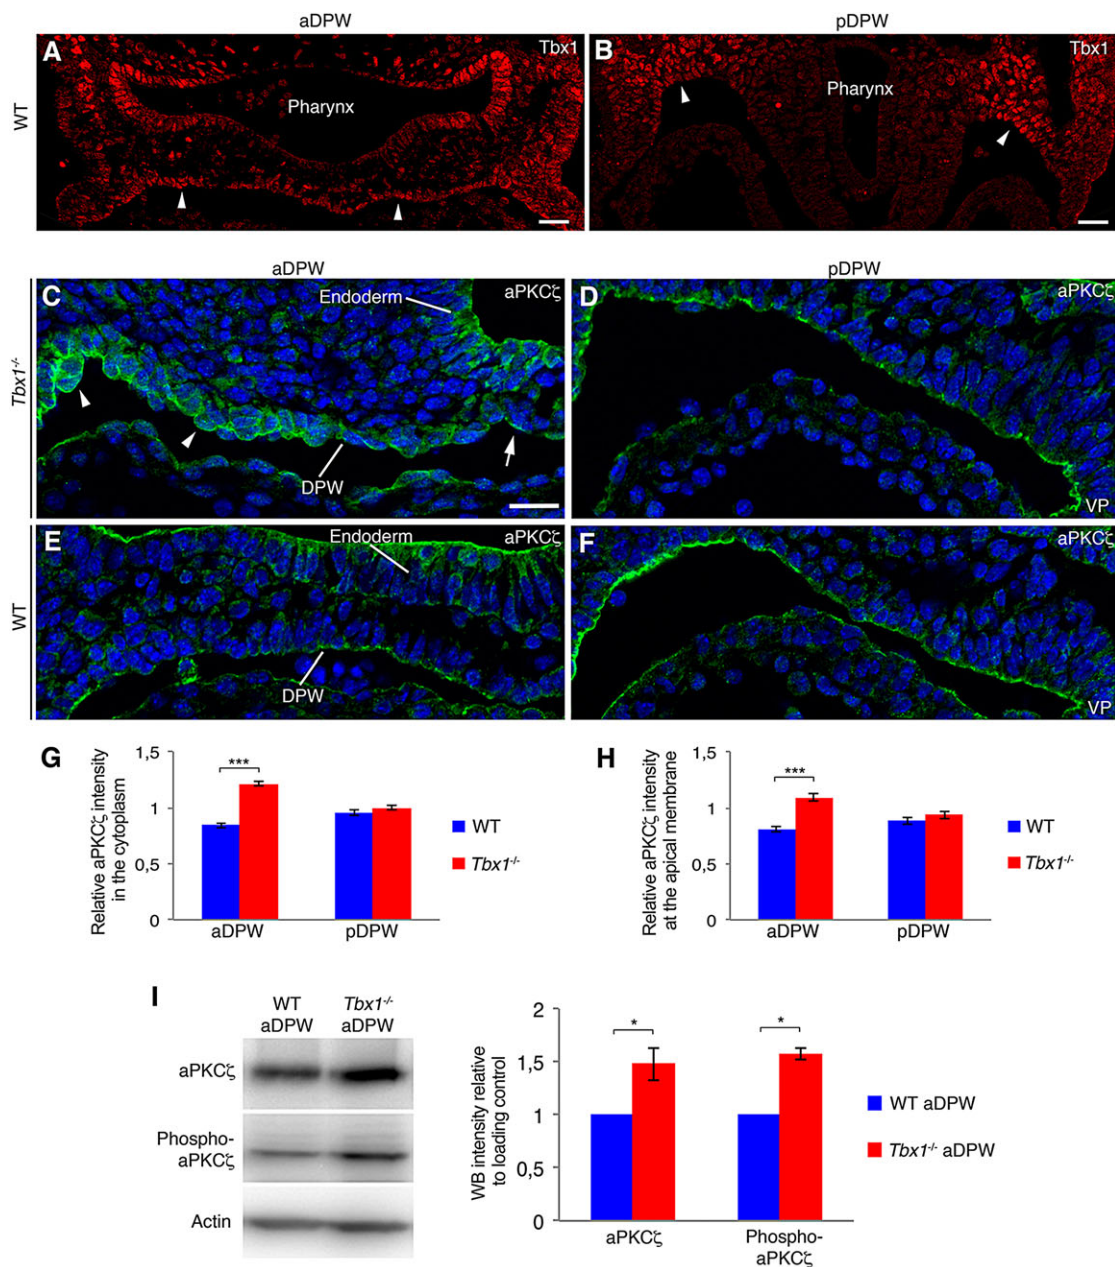 aDPW
pDPW
WT
A
Tbx1
Pharynx
B
Tbx1
Pharynx
aDPW
pDPW
Tbx1-/-
C
Endoderm
aPKCζ
DPW
D
aPKCζ
VP
WT
E
Endoderm
aPKCζ
DPW
F
aPKCζ
VP
G
Relative aPKCζ intensity
in the cytoplasm
1,5
1
0,5
0
***
aDPW
pDPW
WT
Tbx1-/-
H
Relative aPKCζ intensity
at the apical membrane
1,5
1
0,5
0
***
aDPW
pDPW
WT
Tbx1-/-
I
WT
aDPW
Tbx1-/-
aDPW
aPKCζ
Phospho-
aPKCζ
Actin
WB intensity relative
to loading control
2
1,5
1
0,5
0
*
*
aPKCζ
Phospho-
aPKCζ
WT aDPW
Tbx1-/- aDPW